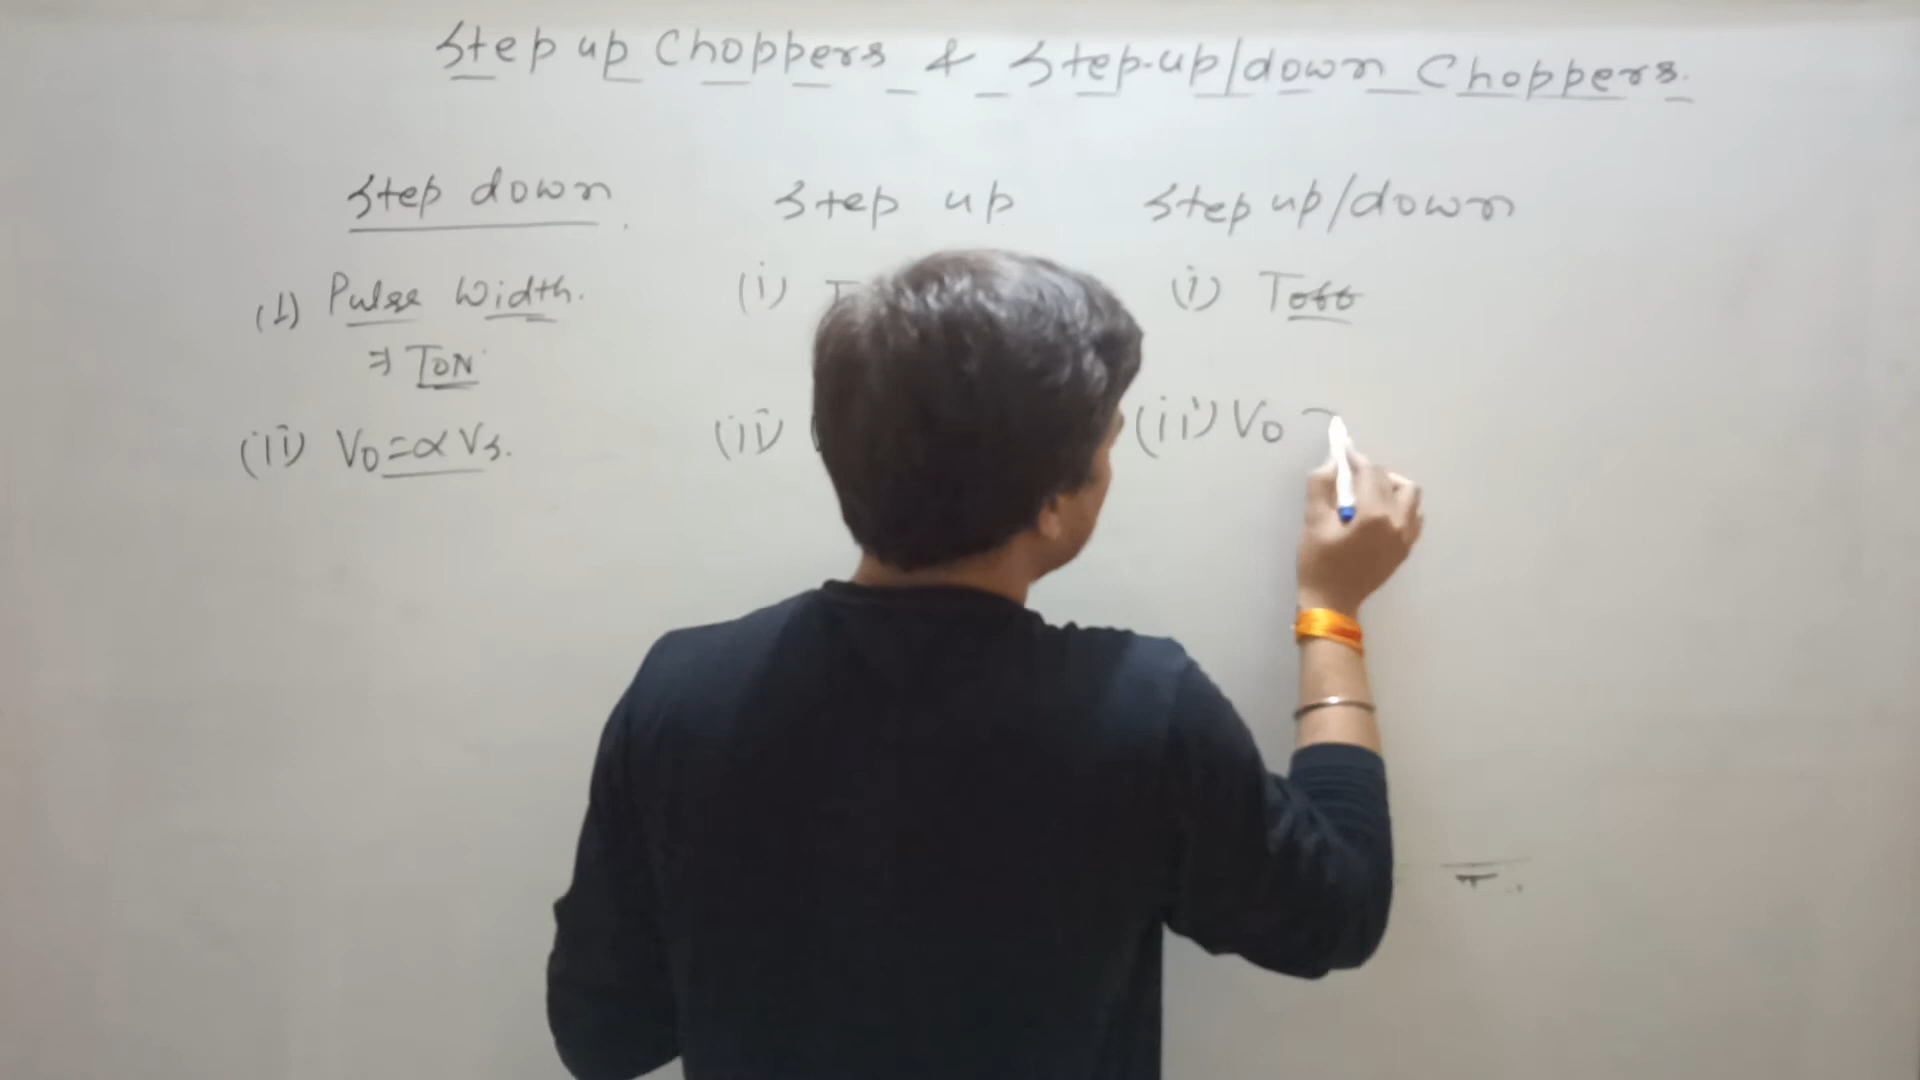 Step up Choppers & Step-up/down Choppers.
Step down
(1) Pulse Width.
⇒ TON
(ii) Vo = α Vs.
Step up
(i) T
(ii)
Step up/down
(i) Toff
(ii) Vo